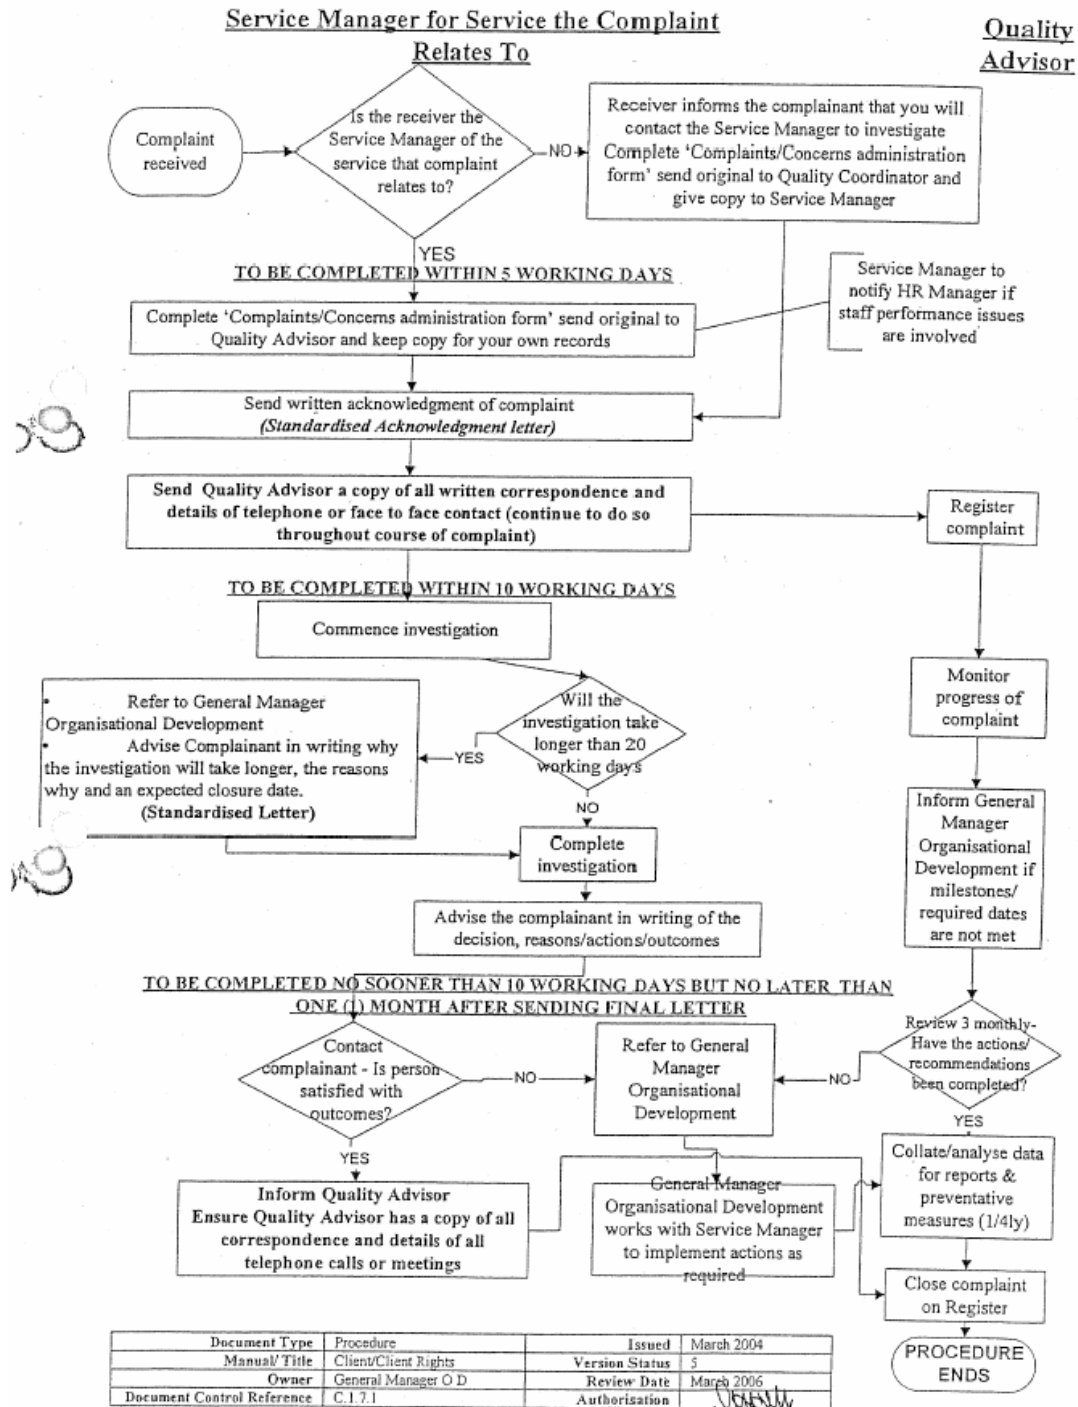 Service Manager for Service the Complaint
Relates To
Quality
Advisor
Complaint
received
Is the receiver the
Service Manager of the
service that complaint
relates to?
NO
Receiver informs the complainant that you will
contact the Service Manager to investigate
Complete ‘Complaints/Concerns administration
form’ send original to Quality Coordinator and
give copy to Service Manager
YES
TO BE COMPLETED WITHIN 5 WORKING DAYS
Service Manager to
notify HR Manager if
staff performance issues
are involved
Complete ‘Complaints/Concerns administration form’ send original to
Quality Advisor and keep copy for your own records
Send written acknowledgment of complaint
(Standardised Acknowledgment letter)
Send Quality Advisor a copy of all written correspondence and
details of telephone or face to face contact (continue to do so
throughout course of complaint)
Register
complaint
TO BE COMPLETED WITHIN 10 WORKING DAYS
Commence investigation
Monitor
progress of
complaint
Will the
investigation take
longer than 20
working days
YES
• Refer to General Manager
Organisational Development
• Advise Complainant in writing why
the investigation will take longer, the reasons
why and an expected closure date.
(Standardised Letter)
NO
Complete
investigation
Inform General
Manager
Organisational
Development if
milestones/
required dates
are not met
Advise the complainant in writing of the
decision, reasons/actions/outcomes
TO BE COMPLETED NO SOONER THAN 10 WORKING DAYS BUT NO LATER THAN
ONE (1) MONTH AFTER SENDING FINAL LETTER
Contact
complainant - Is person
satisfied with
outcomes?
NO
Refer to General
Manager
Organisational
Development
NO
Review 3 monthly-
Have the actions/
recommendations
been completed?
YES
YES
Inform Quality Advisor
Ensure Quality Advisor has a copy of all
correspondence and details of all
telephone calls or meetings
General Manager
Organisational Development
works with Service Manager
to implement actions as
required
Collate/analyse data
for reports &
preventative
measures (1/4ly)
Close complaint
on Register
PROCEDURE
ENDS
Document Type Procedure Issued March 2004
Manual/ Title Client/Client Rights Version Status 5
Owner General Manager O D Review Date March 2006
Document Control Reference C.1.7.1 Authorisation